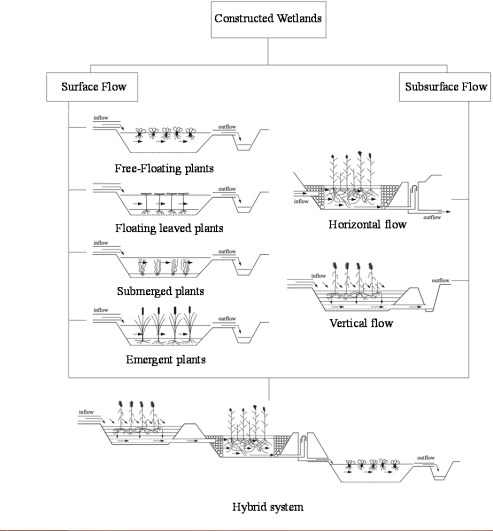 Constructed Wetlands
Surface Flow
Subsurface Flow
inflow
outflow
Free-Floating plants
inflow
outflow
Floating leaved plants
inflow
outflow
Submerged plants
inflow
outflow
Emergent plants
inflow
outflow
Horizontal flow
inflow
outflow
Vertical flow
inflow
outflow
Hybrid system